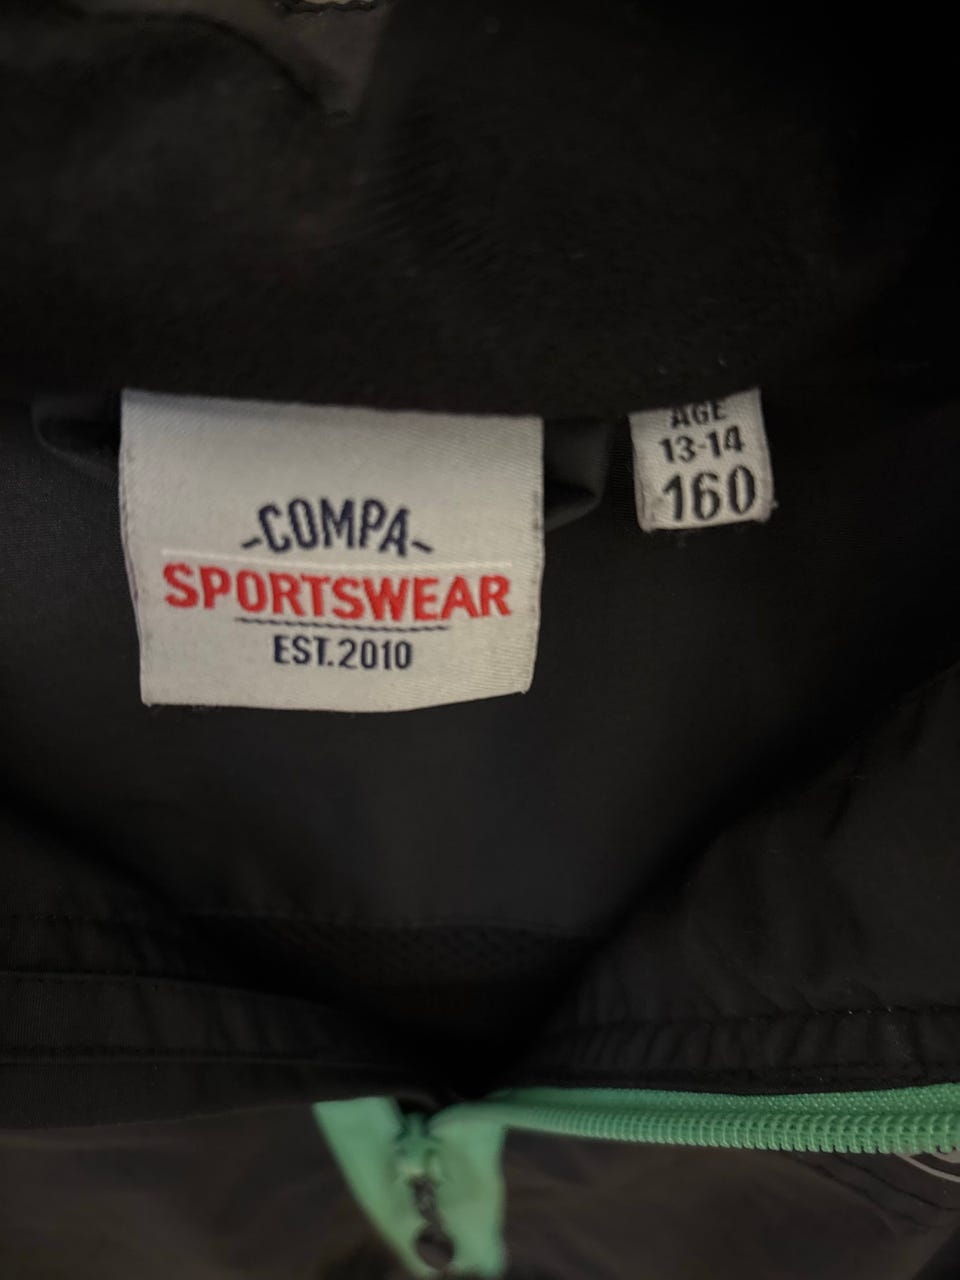 COMPA
SPORTSWEAR
EST.2010
AGE
13-14
160